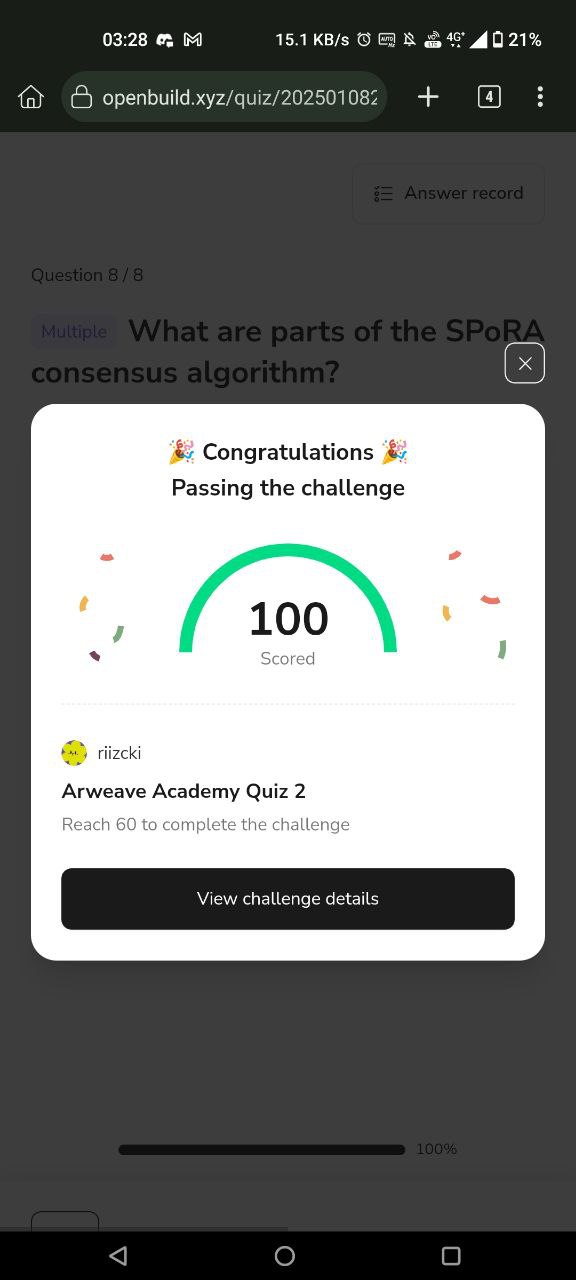 03:28 15.1 KB/s 4G+ 21%
openbuild.xyz/quiz/202501082
4
Answer record
Question 8 / 8
Multiple What are parts of the SPoRA
consensus algorithm?
🎉 Congratulations 🎉
Passing the challenge
100
Scored
riizcki
Arweave Academy Quiz 2
Reach 60 to complete the challenge
View challenge details
100%